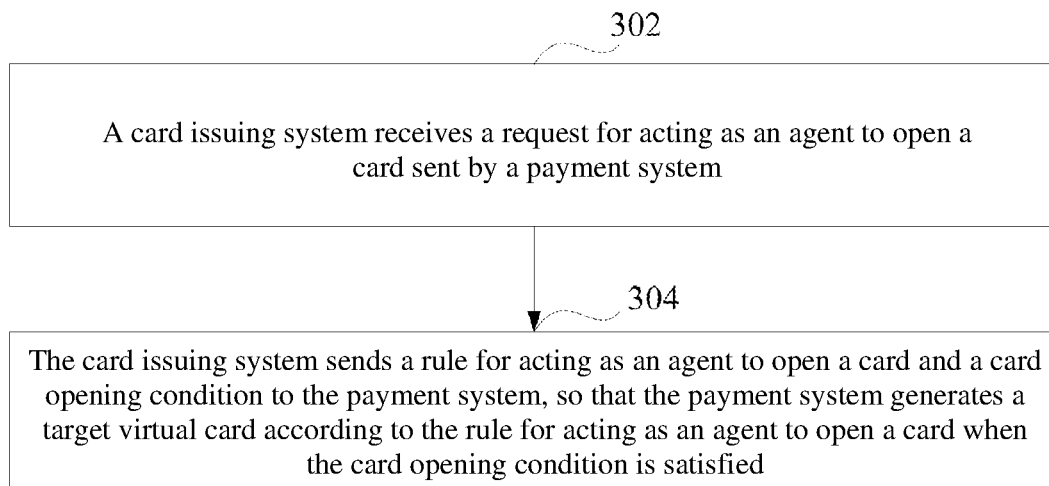 302
A card issuing system receives a request for acting as an agent to open a
card sent by a payment system
304
The card issuing system sends a rule for acting as an agent to open a card and a card
opening condition to the payment system, so that the payment system generates a
target virtual card according to the rule for acting as an agent to open a card when
the card opening condition is satisfied